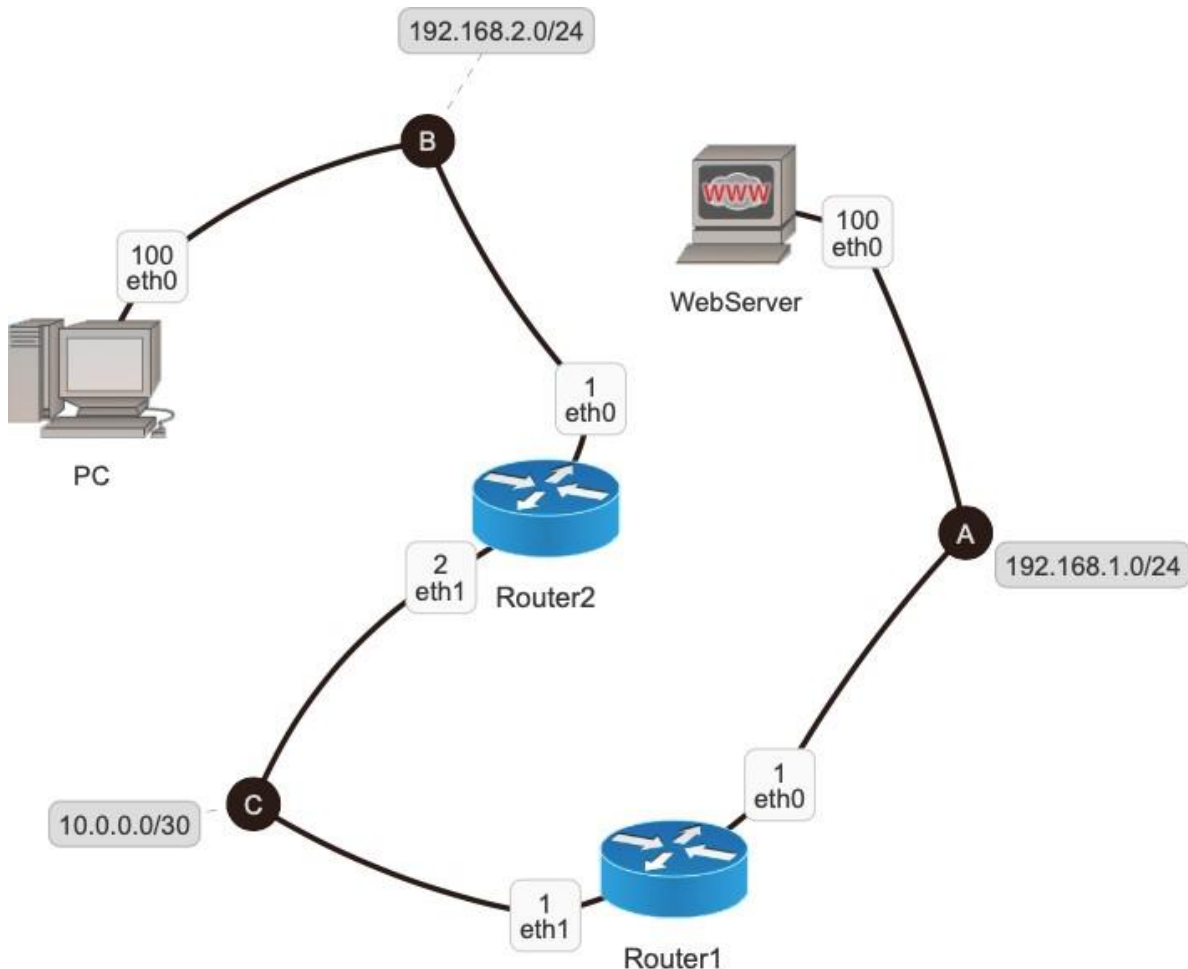 192.168.2.0/24
B
WWW
100
eth0
WebServer
100
eth0
PC
1
eth0
A
192.168.1.0/24
2
eth1
Router2
C
10.0.0.0/30
1
eth0
1
eth1
Router1